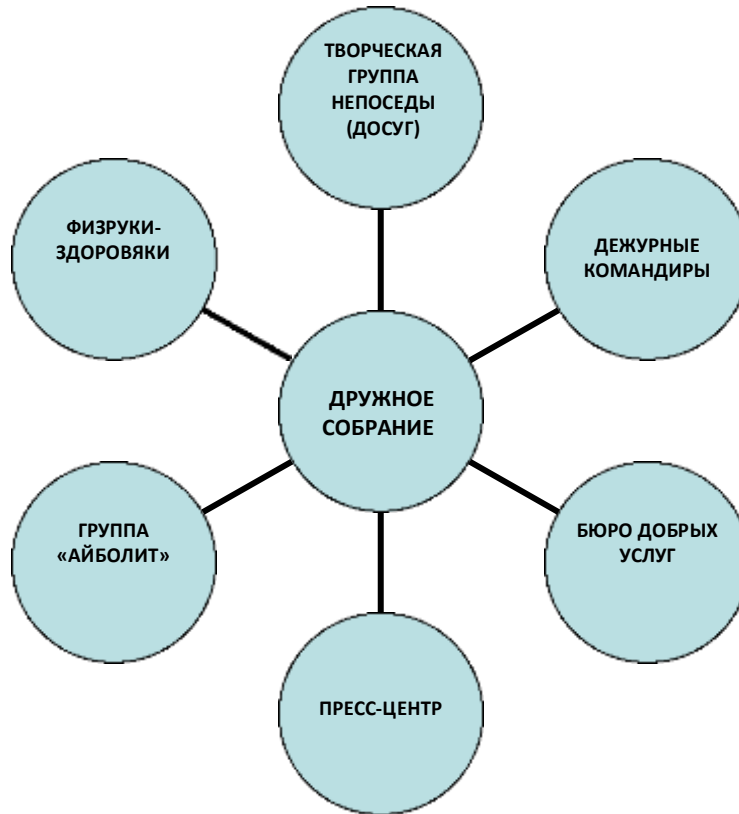 ТВОРЧЕСКАЯ
ГРУППА
НЕПОСЕДЫ
(ДОСУГ)
ФИЗРУКИ-
ЗДОРОВЯКИ
ДЕЖУРНЫЕ
КОМАНДИРЫ
ДРУЖНОЕ
СОБРАНИЕ
ГРУППА
«АЙБОЛИТ»
БЮРО ДОБРЫХ
УСЛУГ
ПРЕСС-ЦЕНТР